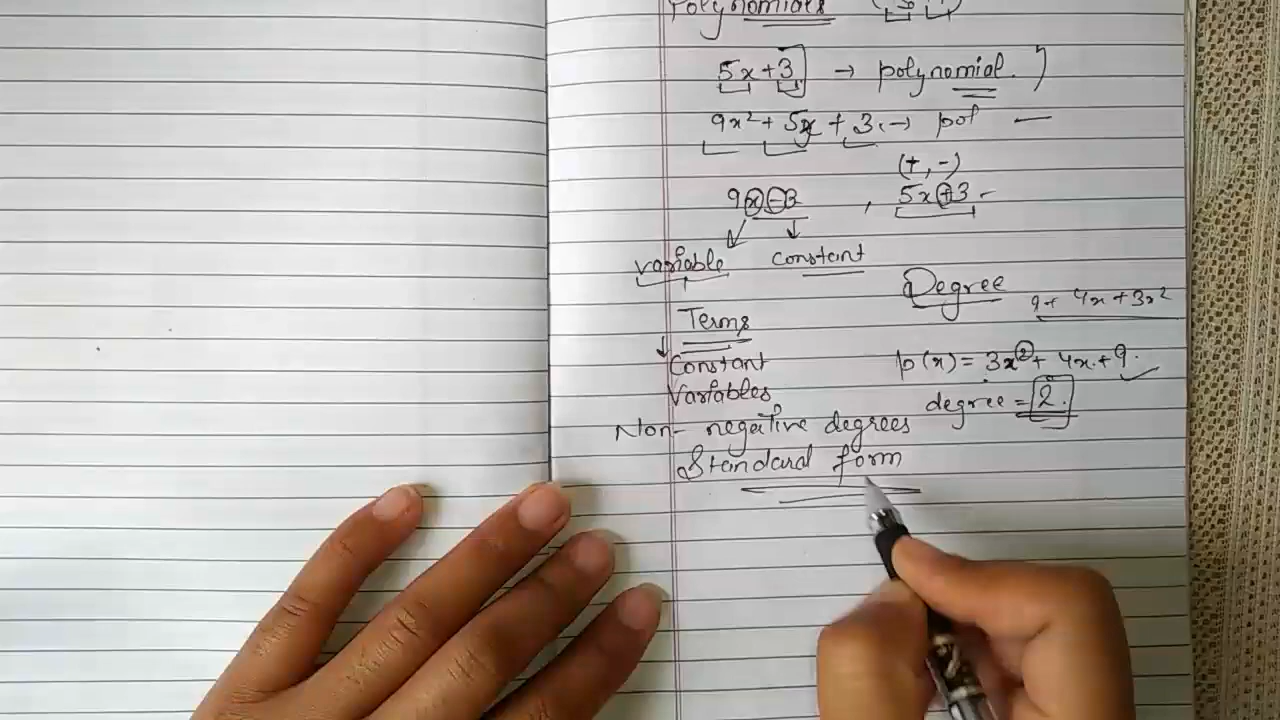 Polynomials
5x+3 → polynomial.
9x² + 5x + 3. → pol —
(+, -)
9x-3 , 5x+3 -
variable constant
Degree
9+ 4x+3x²
Terms
Constant
p(x) = 3x²+ 4x+9.
Variables
degree = 2.
Non-negative degrees
Standard form